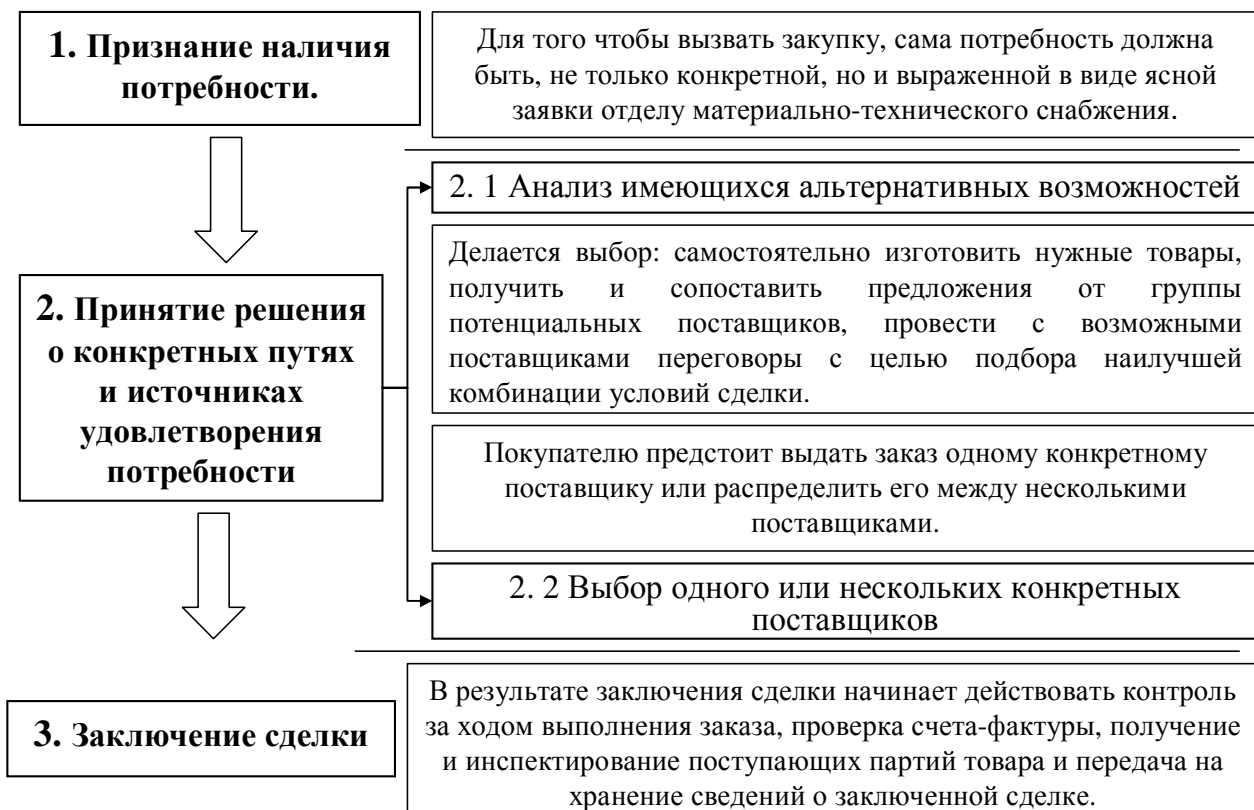 1. Признание наличия
потребности.
Для того чтобы вызвать закупку, сама потребность должна
быть, не только конкретной, но и выраженной в виде ясной
заявки отделу материально-технического снабжения.
2. Принятие решения
о конкретных путях
и источниках
удовлетворения
потребности
2. 1 Анализ имеющихся альтернативных возможностей
Делается выбор: самостоятельно изготовить нужные товары,
получить и сопоставить предложения от группы
потенциальных поставщиков, провести с возможными
поставщиками переговоры с целью подбора наилучшей
комбинации условий сделки.
Покупателю предстоит выдать заказ одному конкретному
поставщику или распределить его между несколькими
поставщиками.
2. 2 Выбор одного или нескольких конкретных
поставщиков
3. Заключение сделки
В результате заключения сделки начинает действовать контроль
за ходом выполнения заказа, проверка счета-фактуры, получение
и инспектирование поступающих партий товара и передача на
хранение сведений о заключенной сделке.